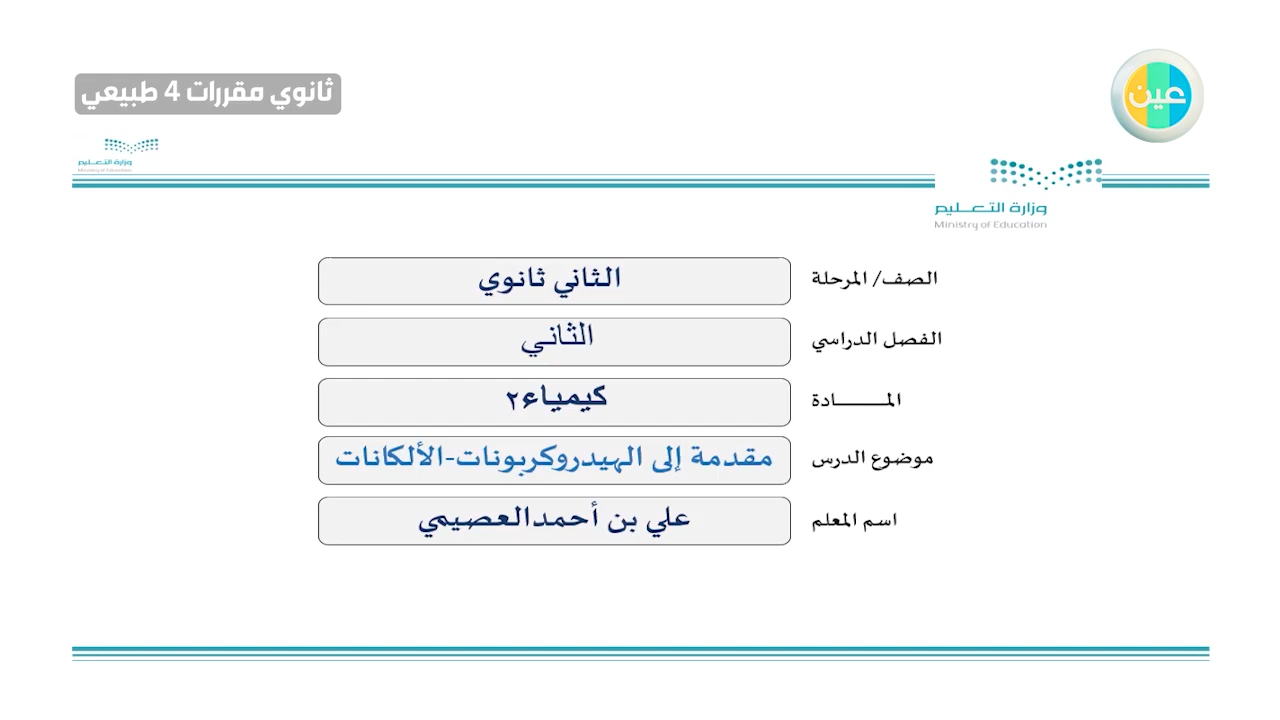 ثانوي مقررات 4 طبيعي
عين
وزارة التعليم
Ministry of Education
وزارة التعليم
Ministry of Education
الصف/ المرحلة
الثاني ثانوي
الفصل الدراسي
الثاني
المــــــــادة
كيمياء٢
موضوع الدرس
مقدمة إلى الهيدروكربونات-الألكانات
اسم المعلم
علي بن أحمدالعصيمي